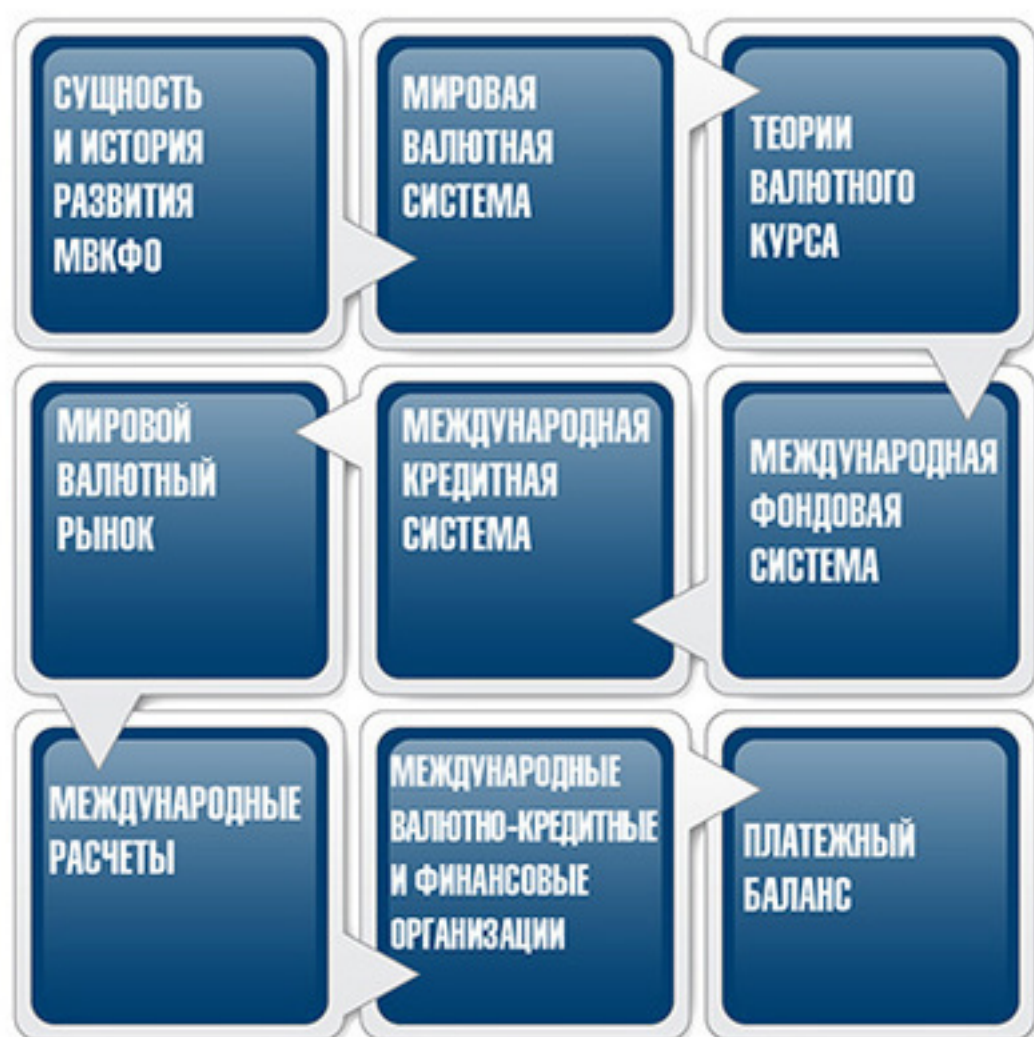 СУЩНОСТЬ
И ИСТОРИЯ
РАЗВИТИЯ
МВКФО
МИРОВАЯ
ВАЛЮТНАЯ
СИСТЕМА
ТЕОРИИ
ВАЛЮТНОГО
КУРСА
МИРОВОЙ
ВАЛЮТНЫЙ
РЫНОК
МЕЖДУНАРОДНАЯ
КРЕДИТНАЯ
СИСТЕМА
МЕЖДУНАРОДНАЯ
ФОНДОВАЯ
СИСТЕМА
МЕЖДУНАРОДНЫЕ
РАСЧЕТЫ
МЕЖДУНАРОДНЫЕ
ВАЛЮТНО-КРЕДИТНЫЕ
И ФИНАНСОВЫЕ
ОРГАНИЗАЦИИ
ПЛАТЕЖНЫЙ
БАЛАНС